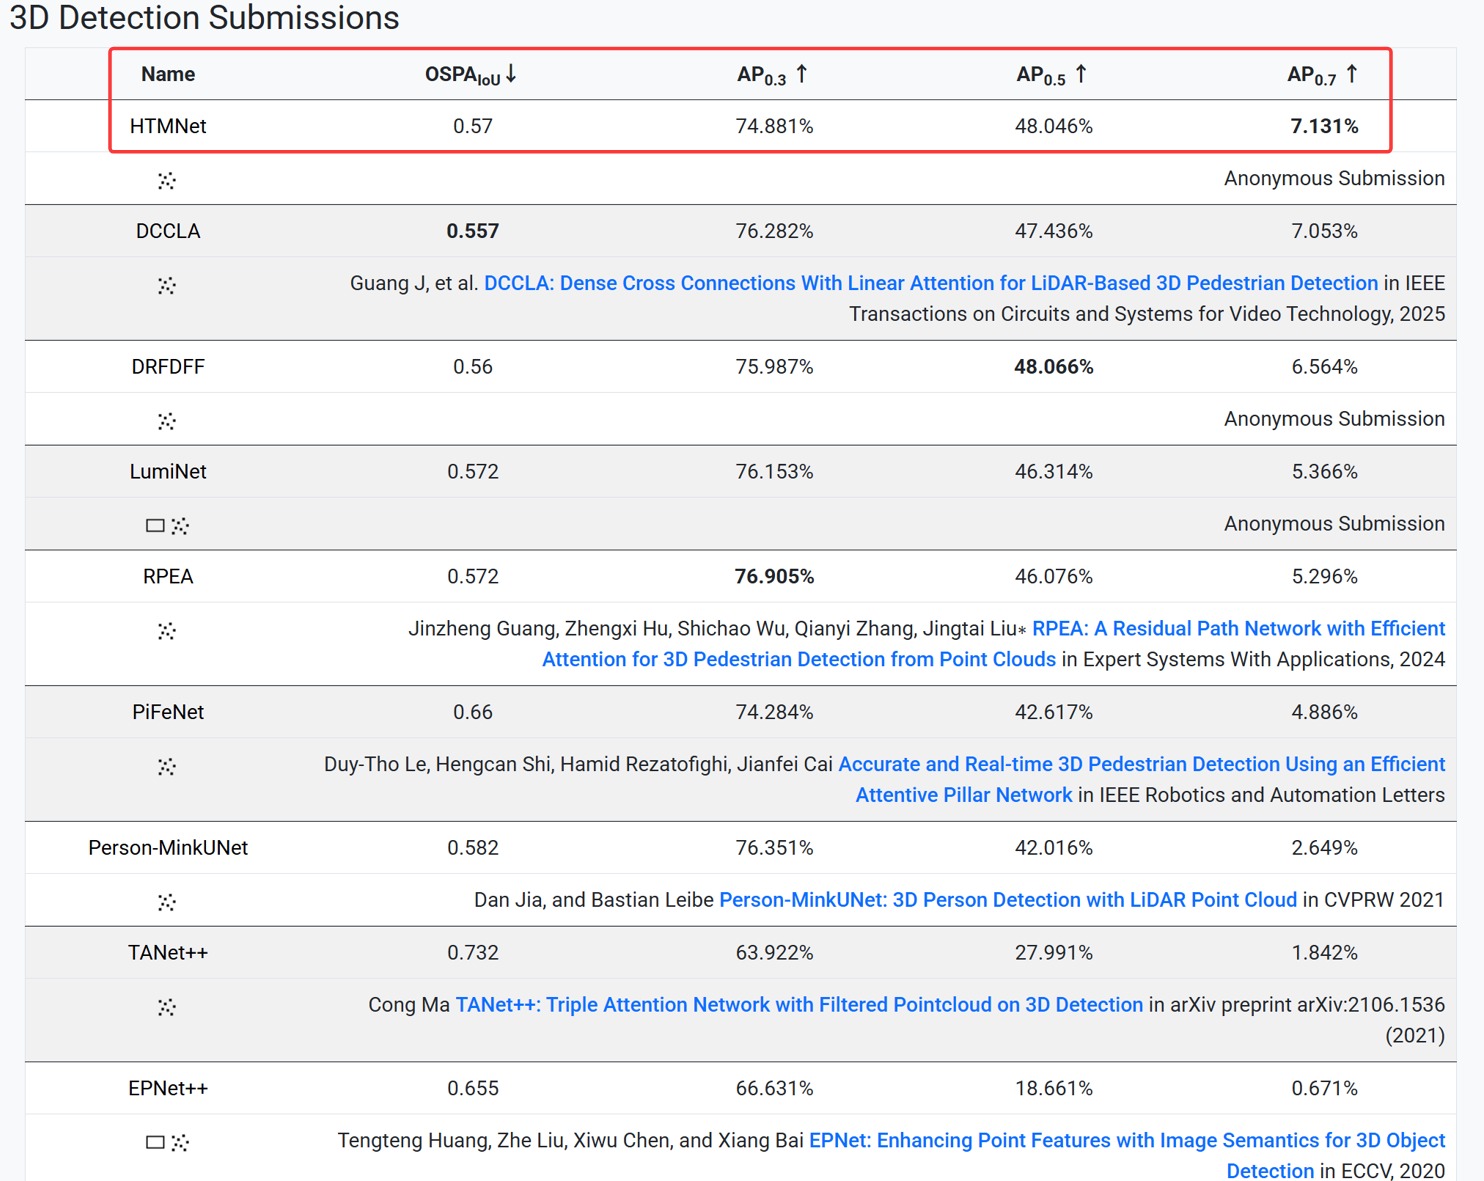 3D Detection Submissions
Name OSPA_IoU ↓ AP_0.3 ↑ AP_0.5 ↑ AP_0.7 ↑
HTMNet 0.57 74.881% 48.046% 7.131%
Anonymous Submission
DCCLA 0.557 76.282% 47.436% 7.053%
Guang J, et al. DCCLA: Dense Cross Connections With Linear Attention for LiDAR-Based 3D Pedestrian Detection in IEEE
Transactions on Circuits and Systems for Video Technology, 2025
DRFDFF 0.56 75.987% 48.066% 6.564%
Anonymous Submission
LumiNet 0.572 76.153% 46.314% 5.366%
Anonymous Submission
RPEA 0.572 76.905% 46.076% 5.296%
Jinzheng Guang, Zhengxi Hu, Shichao Wu, Qianyi Zhang, Jingtai Liu∗ RPEA: A Residual Path Network with Efficient
Attention for 3D Pedestrian Detection from Point Clouds in Expert Systems With Applications, 2024
PiFeNet 0.66 74.284% 42.617% 4.886%
Duy-Tho Le, Hengcan Shi, Hamid Rezatofighi, Jianfei Cai Accurate and Real-time 3D Pedestrian Detection Using an Efficient
Attentive Pillar Network in IEEE Robotics and Automation Letters
Person-MinkUNet 0.582 76.351% 42.016% 2.649%
Dan Jia, and Bastian Leibe Person-MinkUNet: 3D Person Detection with LiDAR Point Cloud in CVPRW 2021
TANet++ 0.732 63.922% 27.991% 1.842%
Cong Ma TANet++: Triple Attention Network with Filtered Pointcloud on 3D Detection in arXiv preprint arXiv:2106.1536
(2021)
EPNet++ 0.655 66.631% 18.661% 0.671%
Tengteng Huang, Zhe Liu, Xiwu Chen, and Xiang Bai EPNet: Enhancing Point Features with Image Semantics for 3D Object
Detection in ECCV, 2020